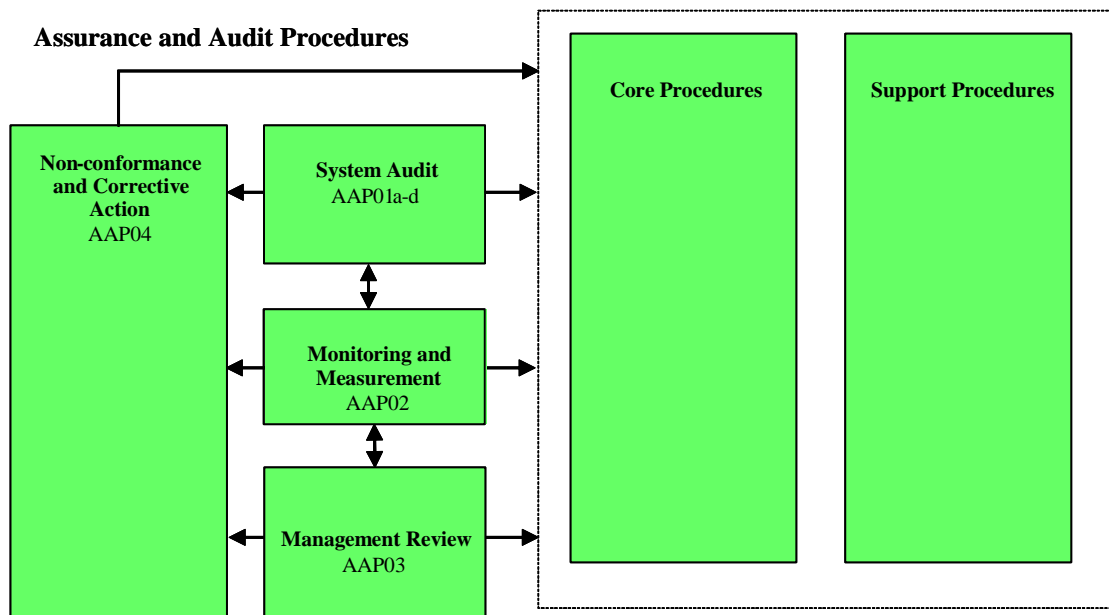 Assurance and Audit Procedures
Core Procedures
Support Procedures
Non-conformance
and Corrective
Action
AAP04
System Audit
AAP01a-d
Monitoring and
Measurement
AAP02
Management Review
AAP03